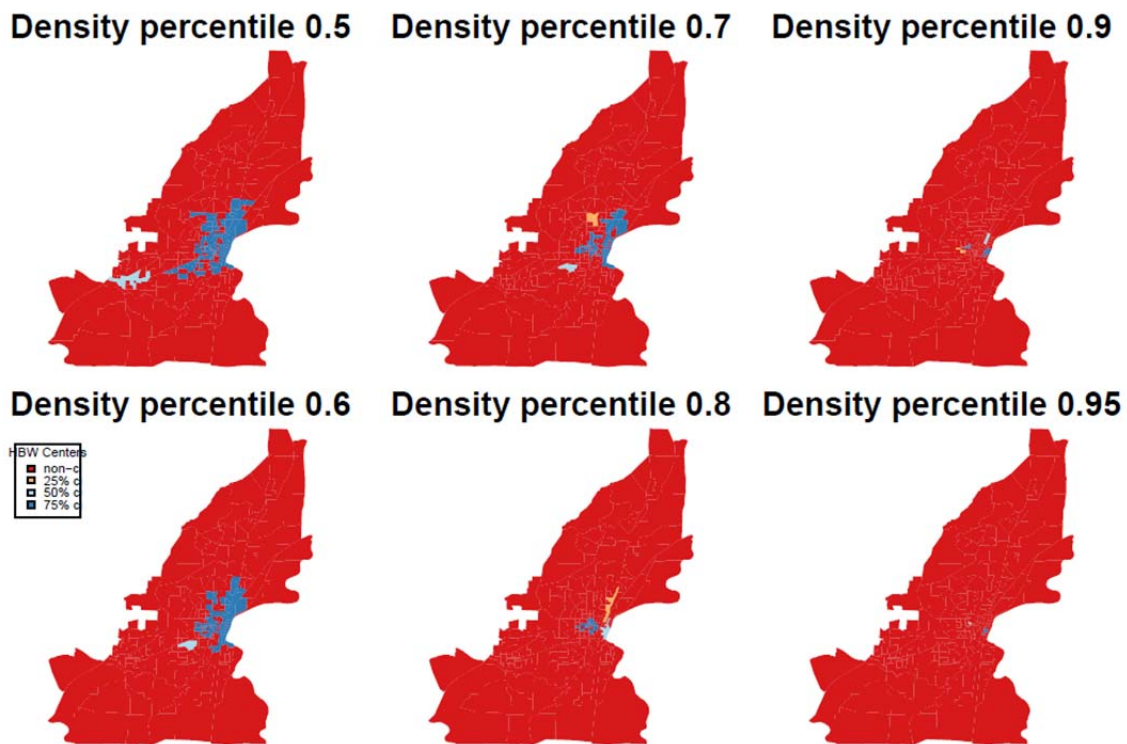 Density percentile 0.5
Density percentile 0.7
Density percentile 0.9
Density percentile 0.6
Density percentile 0.8
Density percentile 0.95
HBW Centers
non-c
25% c
50% c
75% c